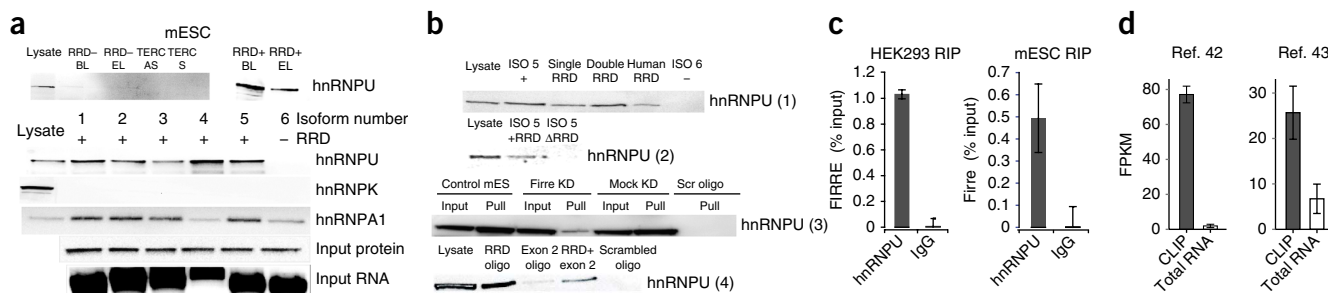 a
mESC
Lysate RRD– BL RRD– EL TERC AS TERC S RRD+ BL RRD+ EL
hnRNPU
1 2 3 4 5 6 Isoform number
Lysate + + + + + – RRD
hnRNPU
hnRNPK
hnRNPA1
Input protein
Input RNA
b
Lysate ISO 5 + Single RRD Double RRD Human RRD ISO 6 –
hnRNPU (1)
Lysate ISO 5 +RRD ISO 5 ΔRRD
hnRNPU (2)
Control mES Firre KD Mock KD Scr oligo
Input Pull Input Pull Input Pull Pull
hnRNPU (3)
Lysate RRD oligo Exon 2 oligo RRD+ exon 2 Scrambled oligo
hnRNPU (4)
c
HEK293 RIP
FIRRE (% input)
1.2
1.0
0.8
0.6
0.4
0.2
0
hnRNPU IgG
mESC RIP
Firre (% input)
0.7
0.6
0.5
0.4
0.3
0.2
0.1
0
hnRNPU IgG
d
Ref. 42
FPKM
80
60
40
20
0
CLIP Total RNA
Ref. 43
30
20
10
0
CLIP Total RNA